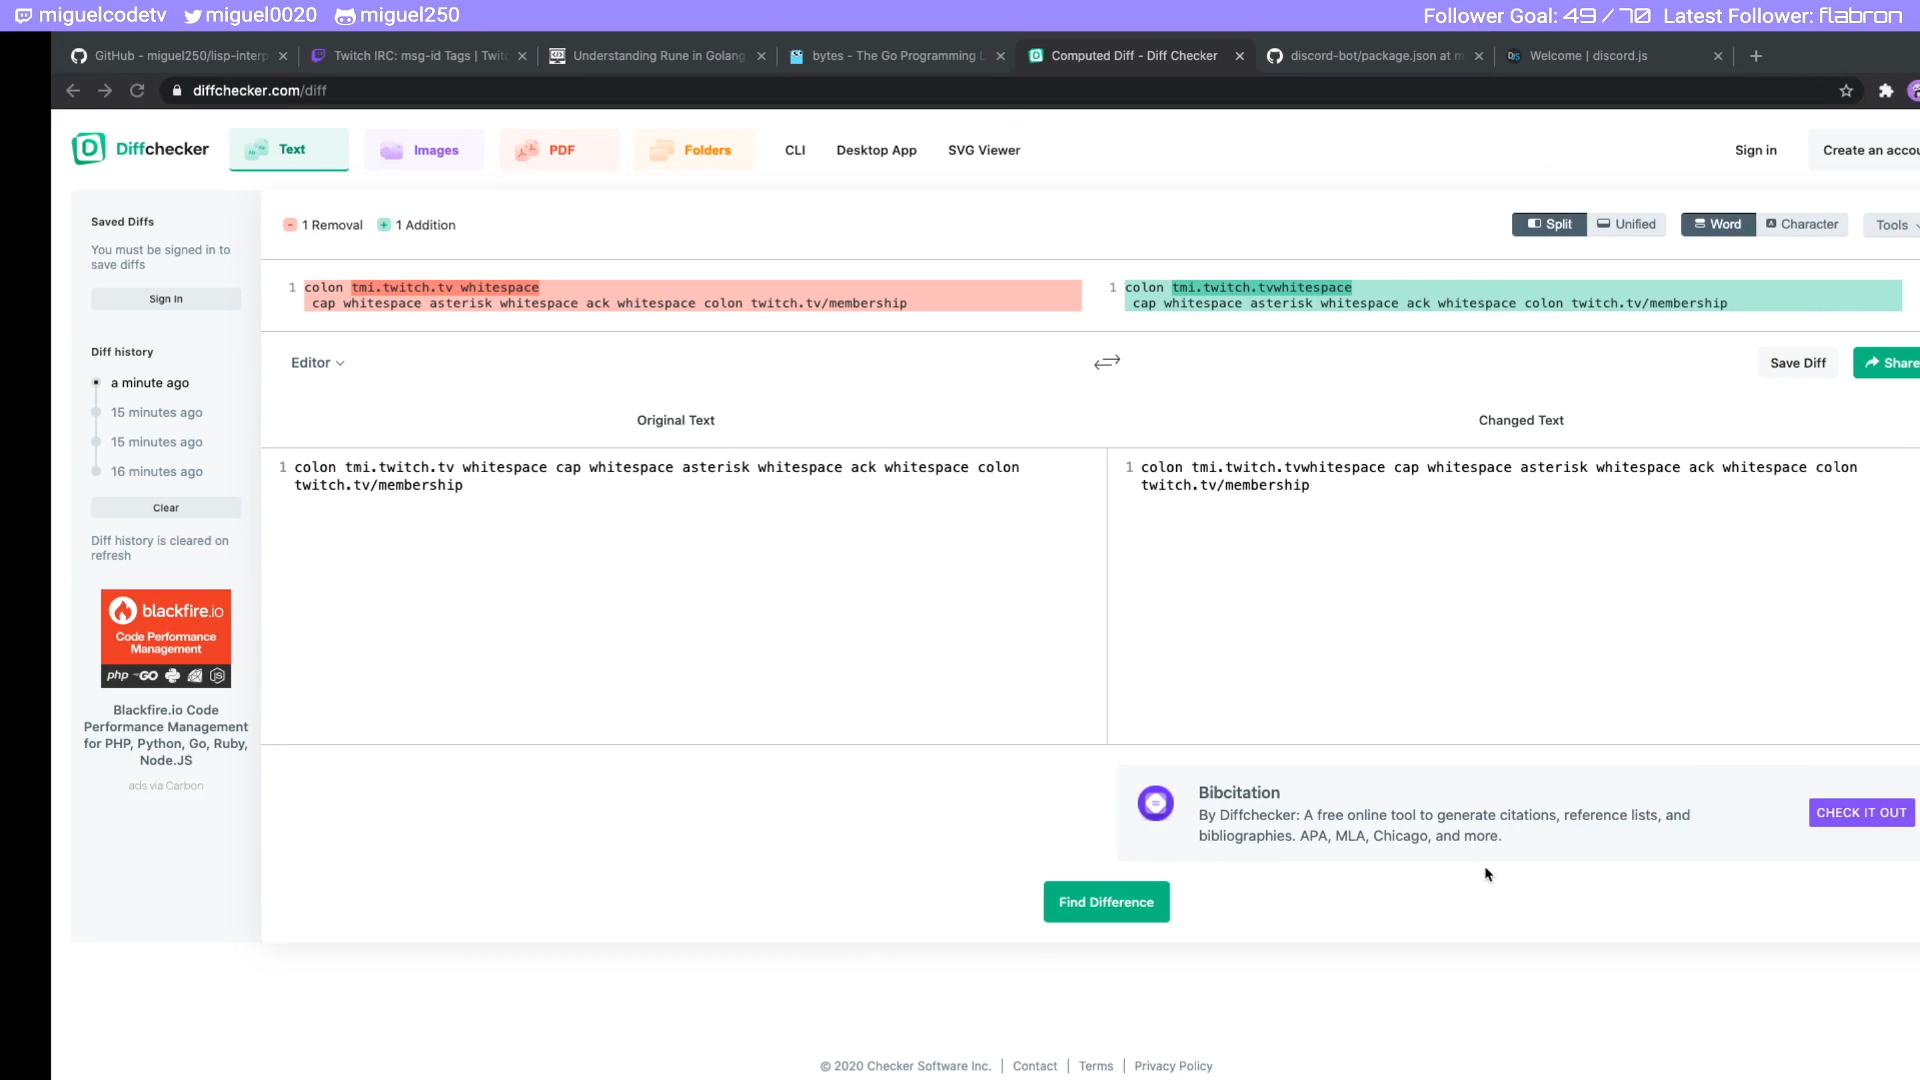 miguelcodetv miguel0020 miguel250 Follower Goal: 49/70 Latest Follower: flabron
GitHub - miguel250/lisp-interp Twitch IRC: msg-id Tags | Twitc Understanding Rune in Golang bytes - The Go Programming L Computed Diff - Diff Checker discord-bot/package.json at m Welcome | discord.js
diffchecker.com/diff
Diffchecker Text Images PDF Folders CLI Desktop App SVG Viewer Sign in Create an accou
Saved Diffs
You must be signed in to
save diffs
Sign In
Diff history
a minute ago
15 minutes ago
15 minutes ago
16 minutes ago
Clear
Diff history is cleared on
refresh
blackfire.io
Code Performance
Management
php GO JS
Blackfire.io Code
Performance Management
for PHP, Python, Go, Ruby,
Node.JS
ads via Carbon
1 Removal 1 Addition Split Unified Word Character Tools
1 colon tmi.twitch.tv whitespace
cap whitespace asterisk whitespace ack whitespace colon twitch.tv/membership
1 colon tmi.twitch.tvwhitespace
cap whitespace asterisk whitespace ack whitespace colon twitch.tv/membership
Editor Save Diff Share
Original Text Changed Text
1 colon tmi.twitch.tv whitespace cap whitespace asterisk whitespace ack whitespace colon
twitch.tv/membership
1 colon tmi.twitch.tvwhitespace cap whitespace asterisk whitespace ack whitespace colon
twitch.tv/membership
Bibcitation
By Diffchecker: A free online tool to generate citations, reference lists, and
bibliographies. APA, MLA, Chicago, and more.
CHECK IT OUT
Find Difference
© 2020 Checker Software Inc. | Contact | Terms | Privacy Policy